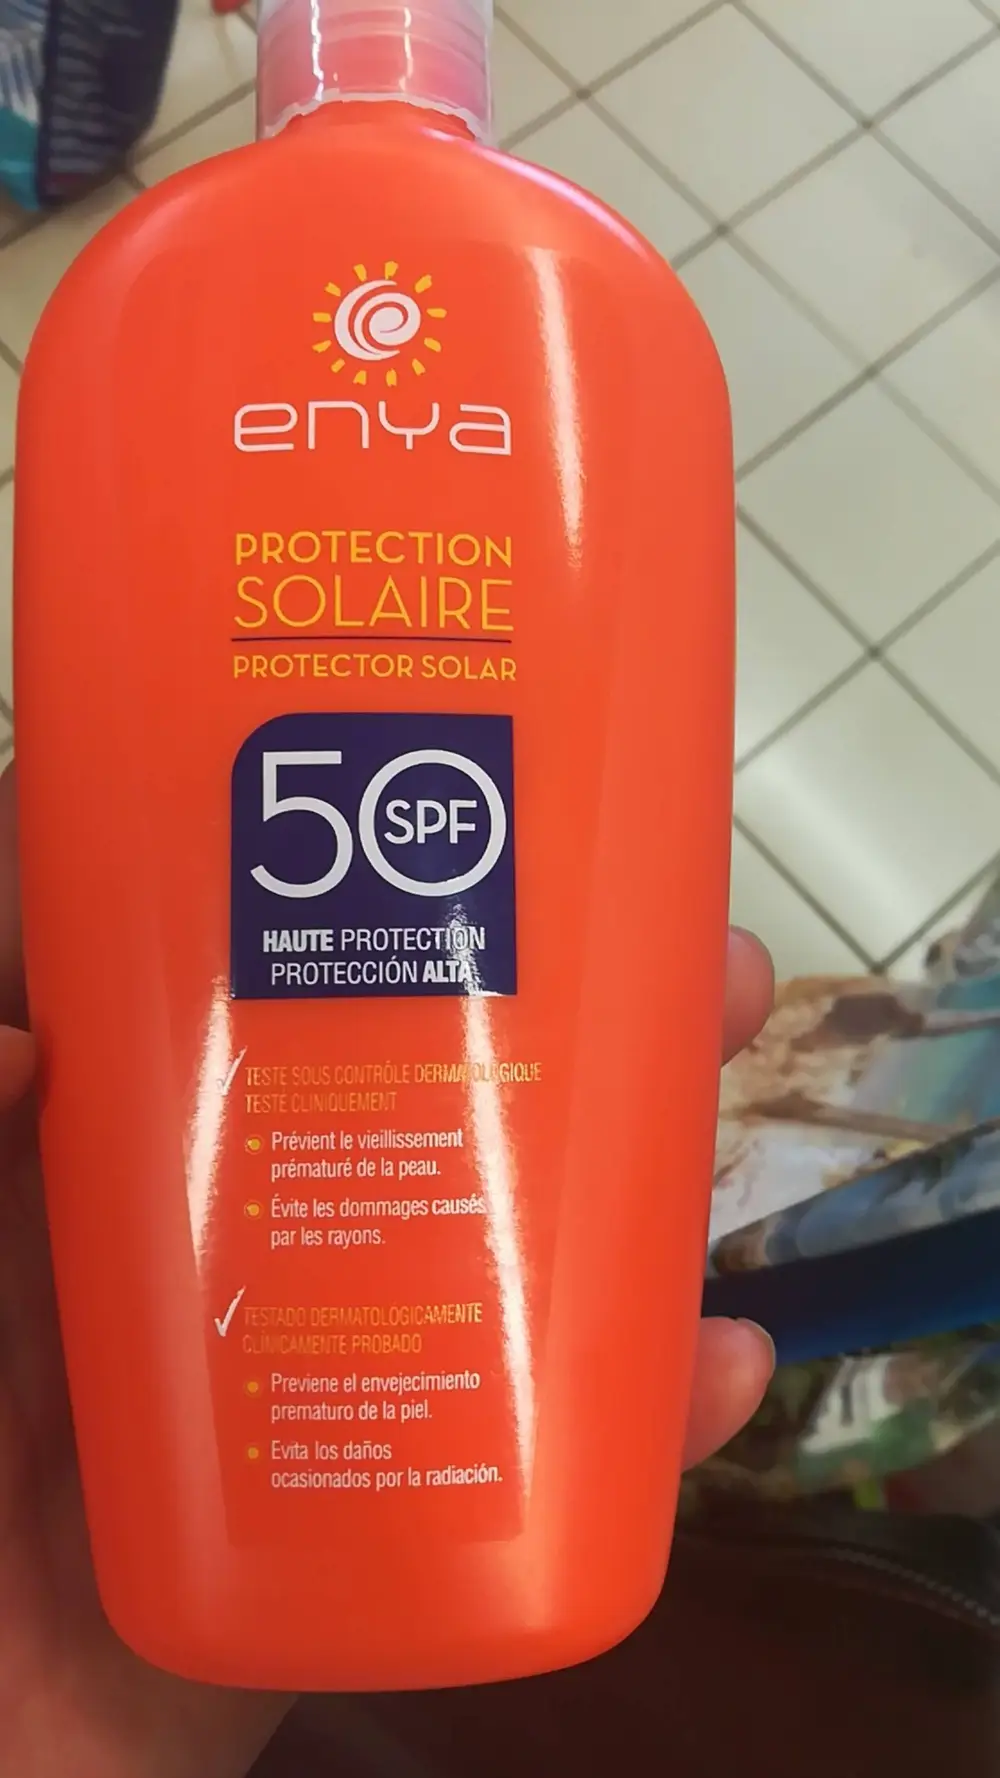 enya
PROTECTION
SOLAIRE
PROTECTOR SOLAR
50
SPF
HAUTE PROTECTION
PROTECCIÓN ALTA
TESTE SOUS CONTRÔLE DERMATOLOGIQUE
TESTE CLINIQUEMENT
Prévient le vieillissement
prématuré de la peau.
Évite les dommages causés
par les rayons.
TESTADO DERMATOLÓGICAMENTE
CLÍNICAMENTE PROBADO
Previene el envejecimiento
prematuro de la piel.
Evita los daños
ocasionados por la radiación.